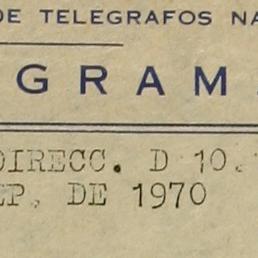 DE TELEGRAFOS NA
GRAM
DIRECC. D 10.
EP, DE 1970